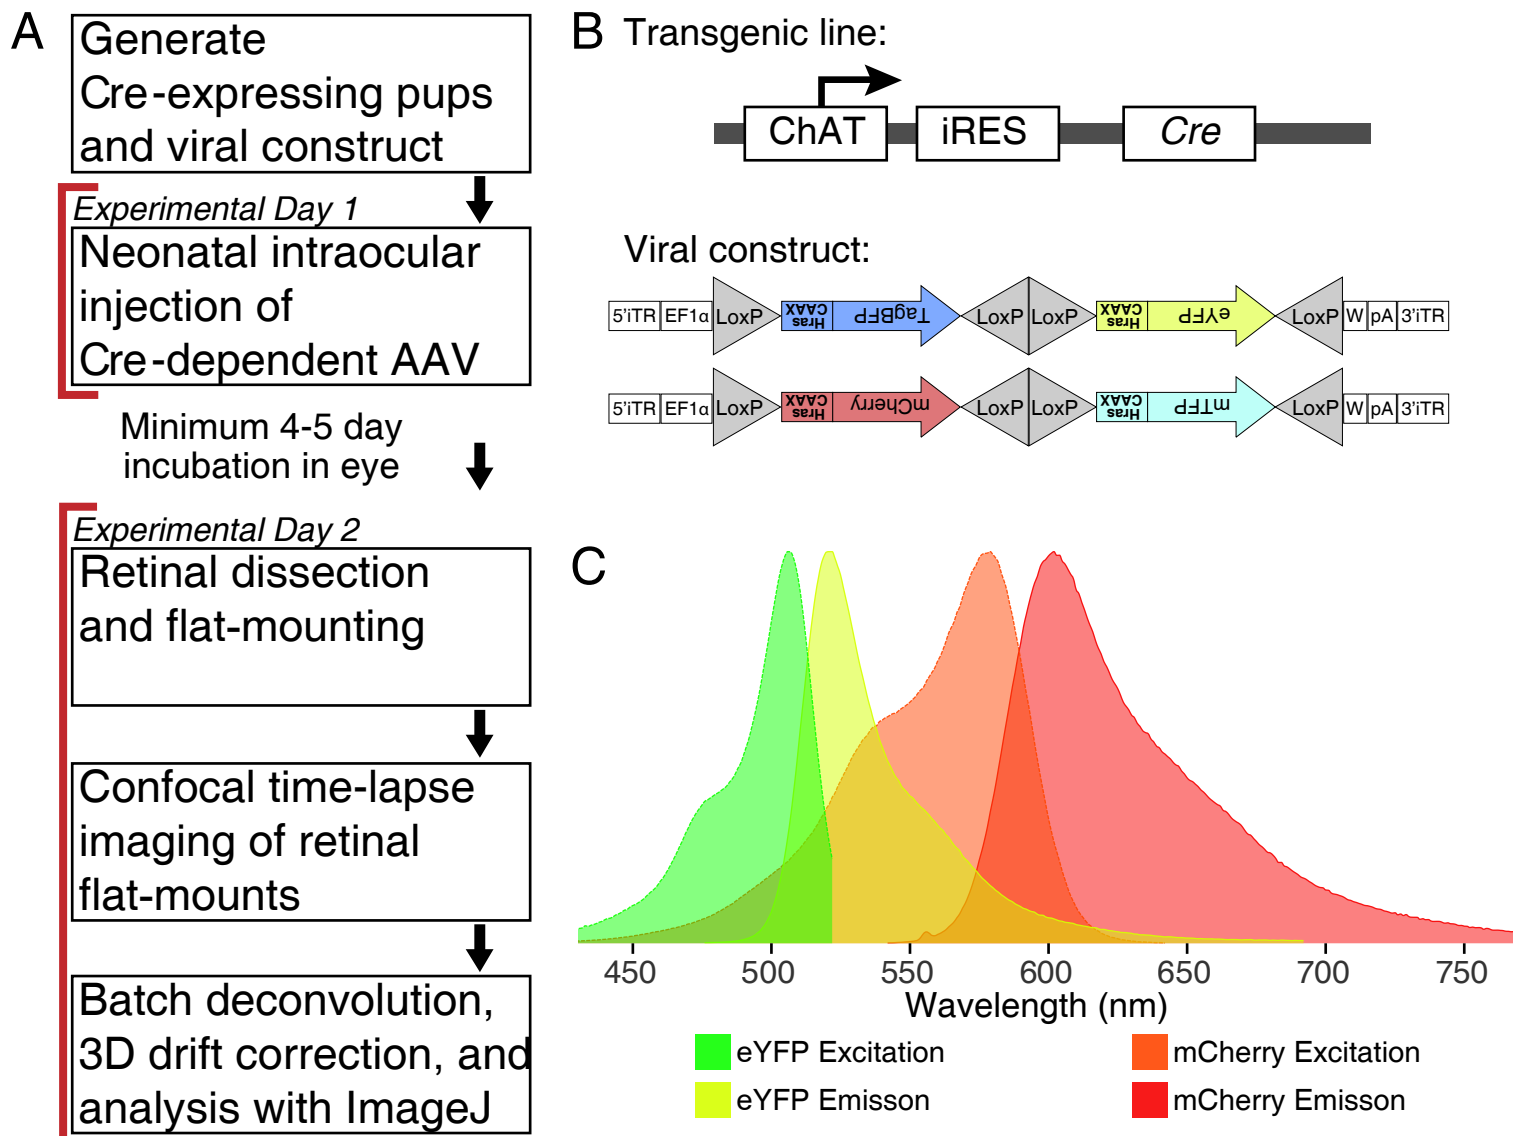 A
Generate
Cre-expressing pups
and viral construct
Experimental Day 1
Neonatal intraocular
injection of
Cre-dependent AAV
Minimum 4-5 day
incubation in eye
Experimental Day 2
Retinal dissection
and flat-mounting
Confocal time-lapse
imaging of retinal
flat-mounts
Batch deconvolution,
3D drift correction, and
analysis with ImageJ
B Transgenic line:
ChAT iRES Cre
Viral construct:
5'iTR EF1α LoxP Hras CAAX TagBFP LoxP LoxP Hras CAAX eYFP LoxP W pA 3'iTR
5'iTR EF1α LoxP Hras CAAX mCherry LoxP LoxP Hras CAAX mTFP LoxP W pA 3'iTR
C
450 500 550 600 650 700 750
Wavelength (nm)
eYFP Excitation mCherry Excitation
eYFP Emisson mCherry Emisson